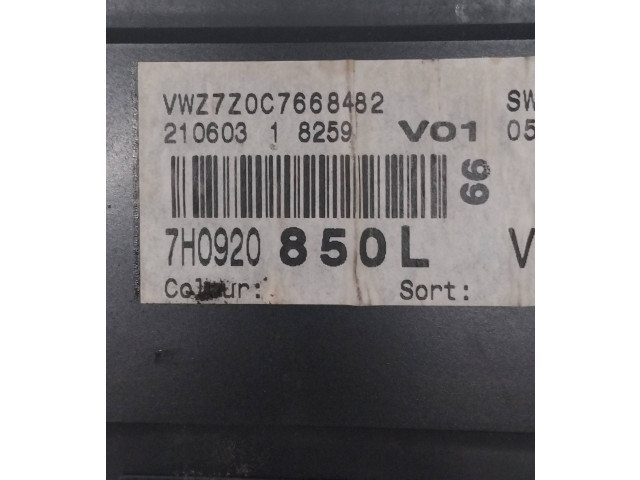 VWZ7Z0C7668482 SW
210603 1 8259 V01 05
66
7H0920 850L V
Colour: Sort: